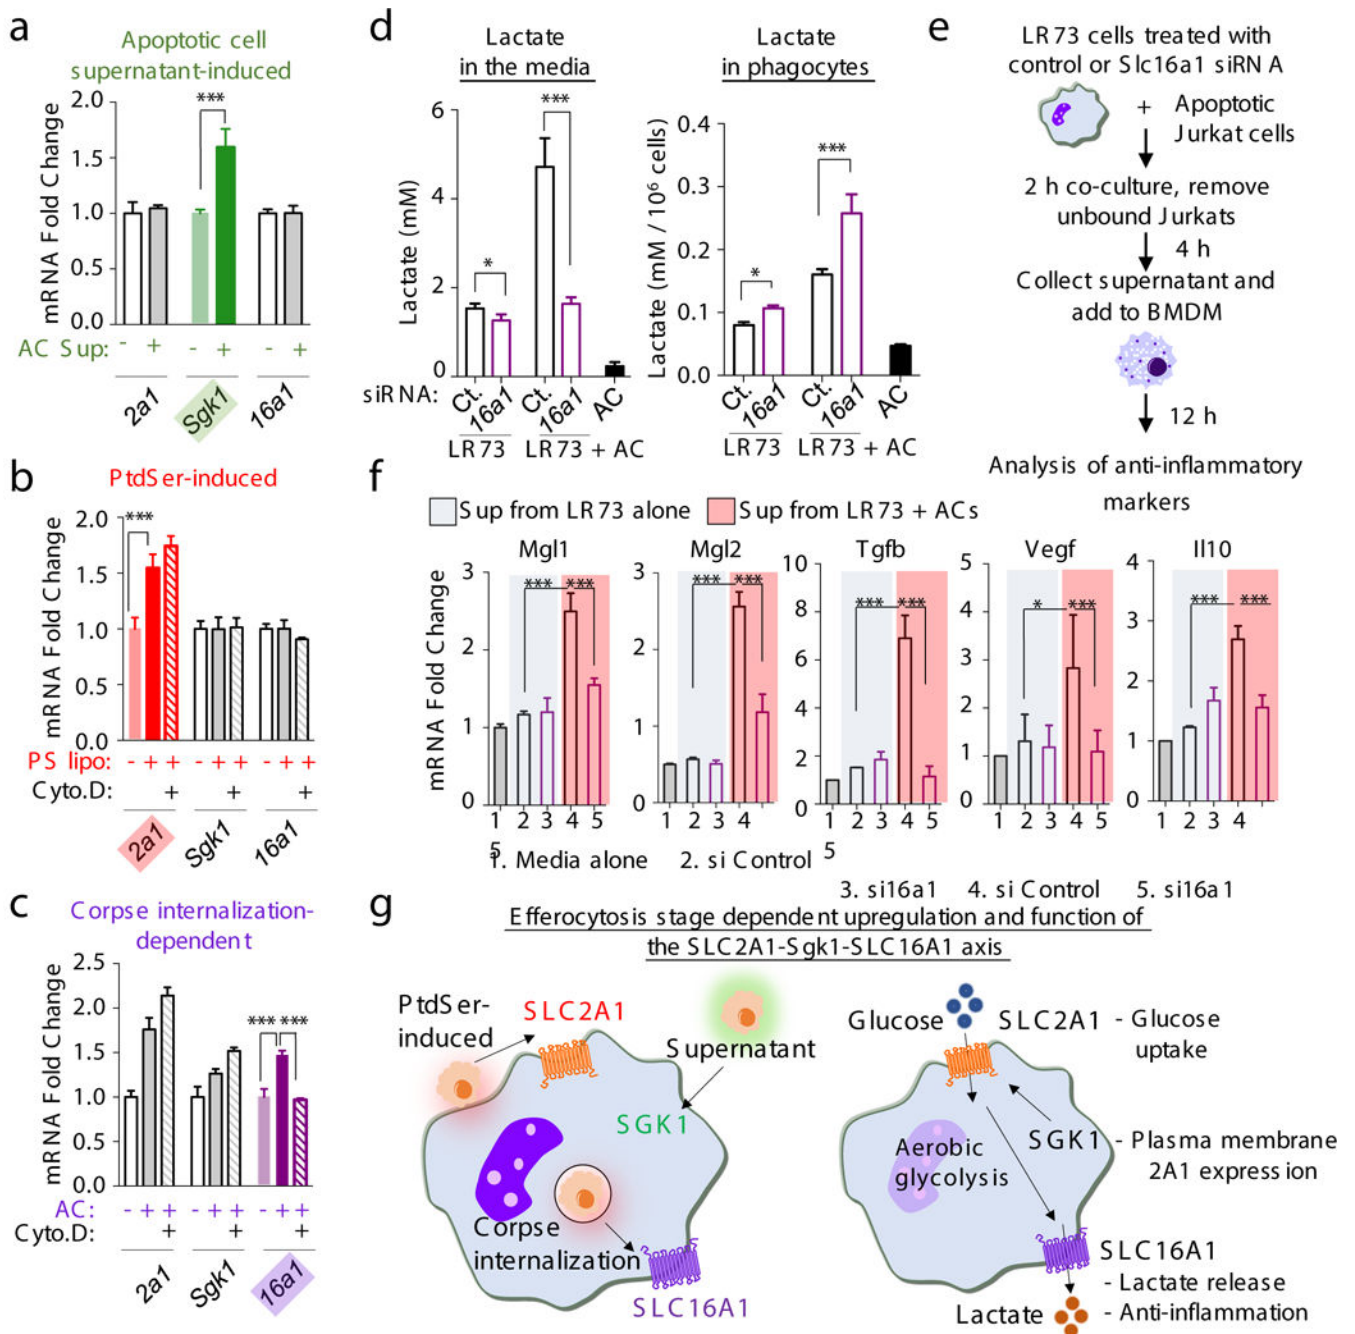 a
Apoptotic cell
supernatant-induced
mRNA Fold Change
2.0
1.5
1.0
0.5
0.0
***
AC Sup: - + - + - +
2a1 Sgk1 16a1
b
PtdSer-induced
mRNA Fold Change
2.0
1.5
1.0
0.5
0.0
***
PS lipo: - + + - + + - + +
Cyto.D: + + +
2a1 Sgk1 16a1
c
Corpse internalization-
dependent
mRNA Fold Change
2.5
2.0
1.5
1.0
0.5
0.0
*** ***
AC: - + + - + + - + +
Cyto.D: + + +
2a1 Sgk1 16a1
d
Lactate
in the media
Lactate (mM)
6
4
2
0
* ***
siRNA: Ct. 16a1 Ct. 16a1 AC
LR73 LR73 + AC
Lactate
in phagocytes
Lactate (mM / 10⁶ cells)
0.4
0.3
0.2
0.1
0.0
* ***
Ct. 16a1 Ct. 16a1 AC
LR73 LR73 + AC
e
LR73 cells treated with
control or Slc16a1 siRNA
+ Apoptotic
Jurkat cells
2 h co-culture, remove
unbound Jurkats
4 h
Collect supernatant and
add to BMDM
12 h
Analysis of anti-inflammatory
markers
f
Sup from LR73 alone Sup from LR73 + ACs
mRNA Fold Change
Mgl1
3
2
1
0
*** ***
1 2 3 4 5
5
Mgl2
3
2
1
0
*** ***
1 2 3 4
5
Tgfb
10
8
6
4
2
0
*** ***
1 2 3 4 5
Vegf
5
4
3
2
1
0
* ***
1 2 3 4 5
Il10
4
3
2
1
0
*** ***
1 2 3 4
1. Media alone 2. si Control
3. si16a1 4. si Control 5. si16a1
g
Efferocytosis stage dependent upregulation and function of
the SLC2A1-Sgk1-SLC16A1 axis
PtdSer-
induced
SLC2A1
Supernatant
SGK1
Corpse
internalization
SLC16A1
Glucose
SLC2A1 - Glucose
uptake
Aerobic
glycolysis
SGK1 - Plasma membrane
2A1 expression
SLC16A1
- Lactate release
Lactate - Anti-inflammation